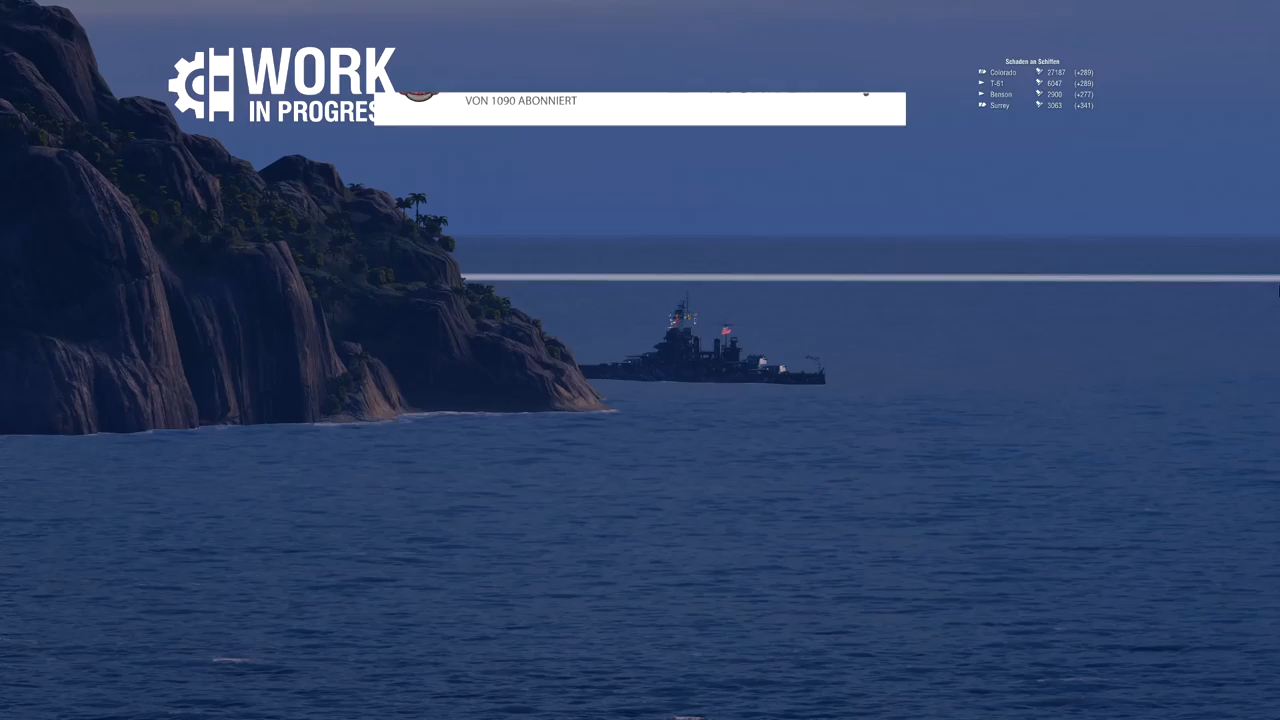 WORK
IN PROGRES
VON 1090 ABONNIERT
Schaden an Schiffen
Colorado 27187 (+289)
T-61 6047 (+289)
Benson 2900 (+277)
Surrey 3063 (+341)